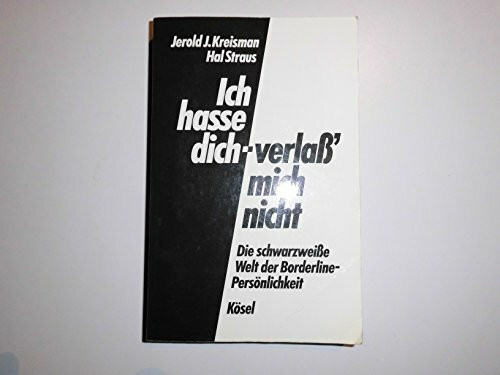 Jerold J. Kreisman
Hal Straus
Ich
hasse
dich--verlaß'
mich
nicht
Die schwarzweiße
Welt der Borderline-
Persönlichkeit
Kösel